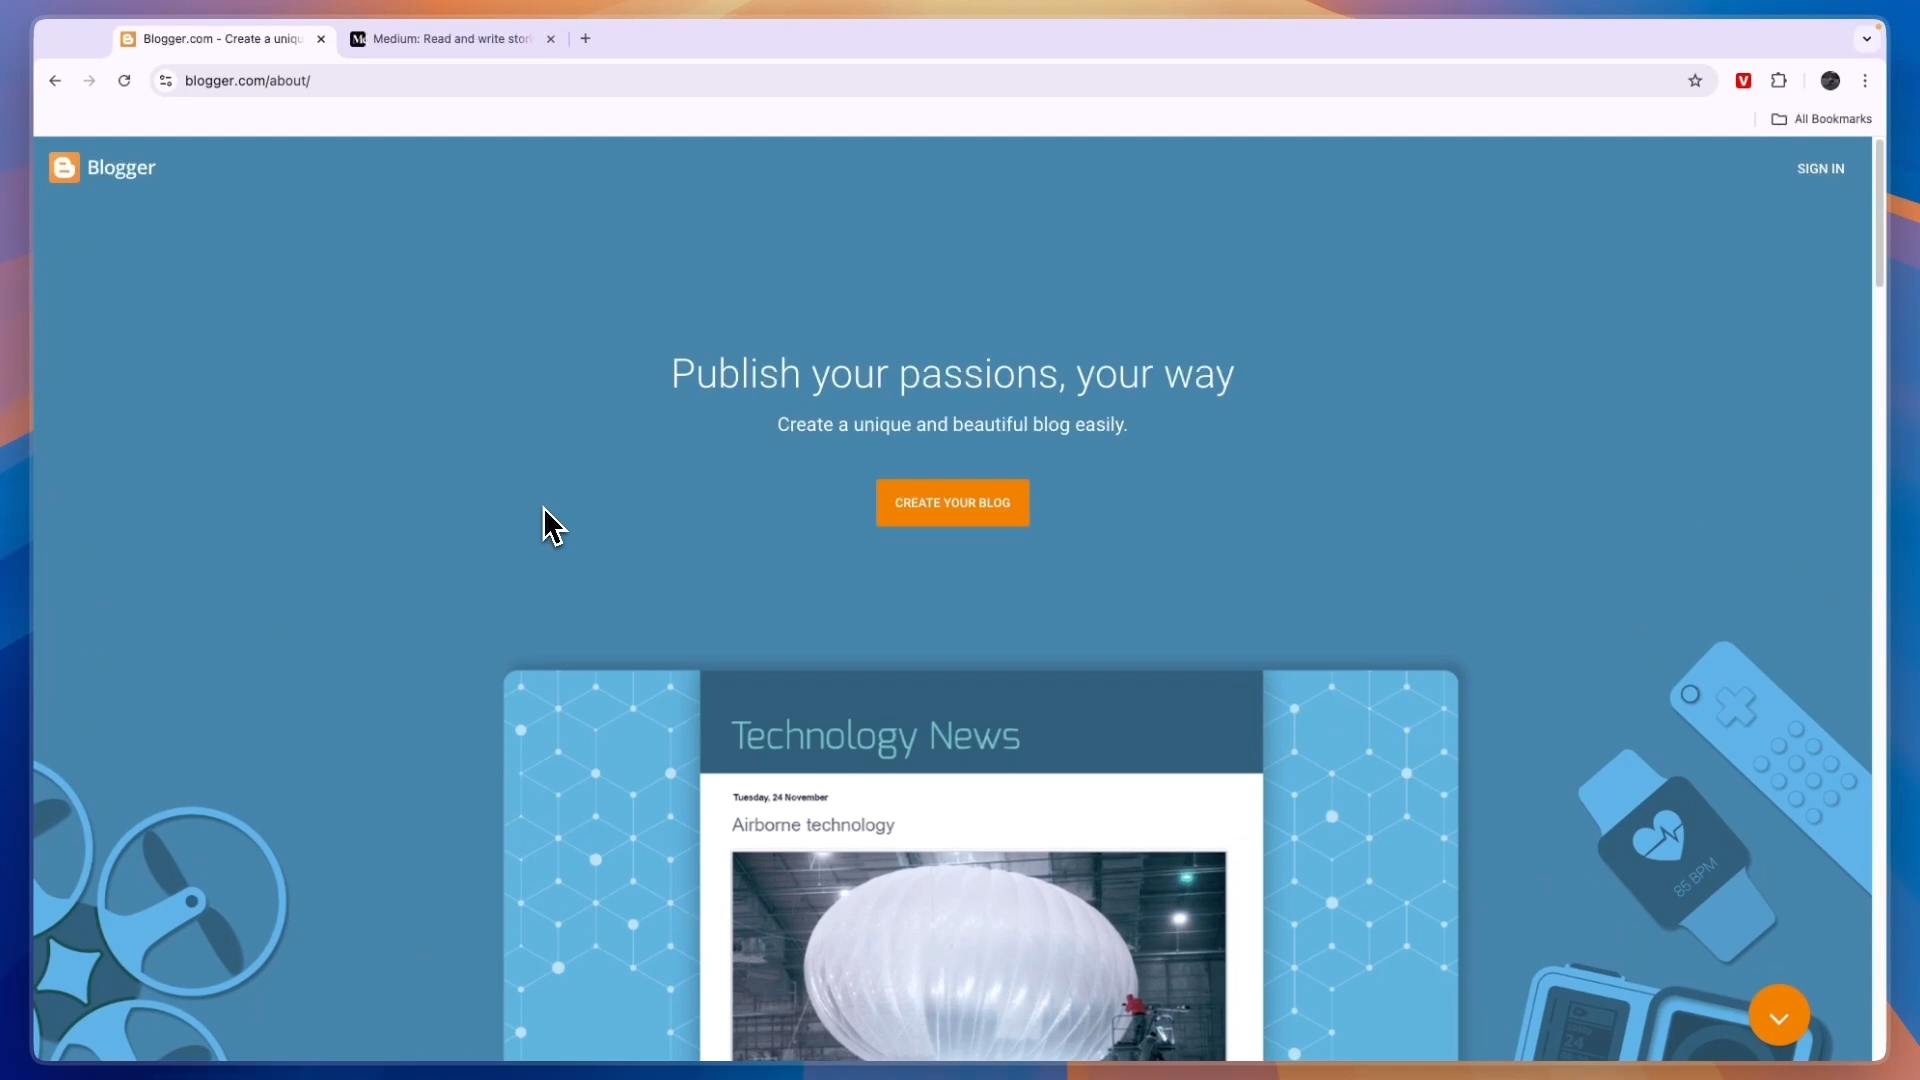 Blogger.com - Create a uniqu
Medium: Read and write stori
blogger.com/about/
All Bookmarks
Blogger
SIGN IN
Publish your passions, your way
Create a unique and beautiful blog easily.
CREATE YOUR BLOG
Technology News
Tuesday, 24 November
Airborne technology
85 BPM
24